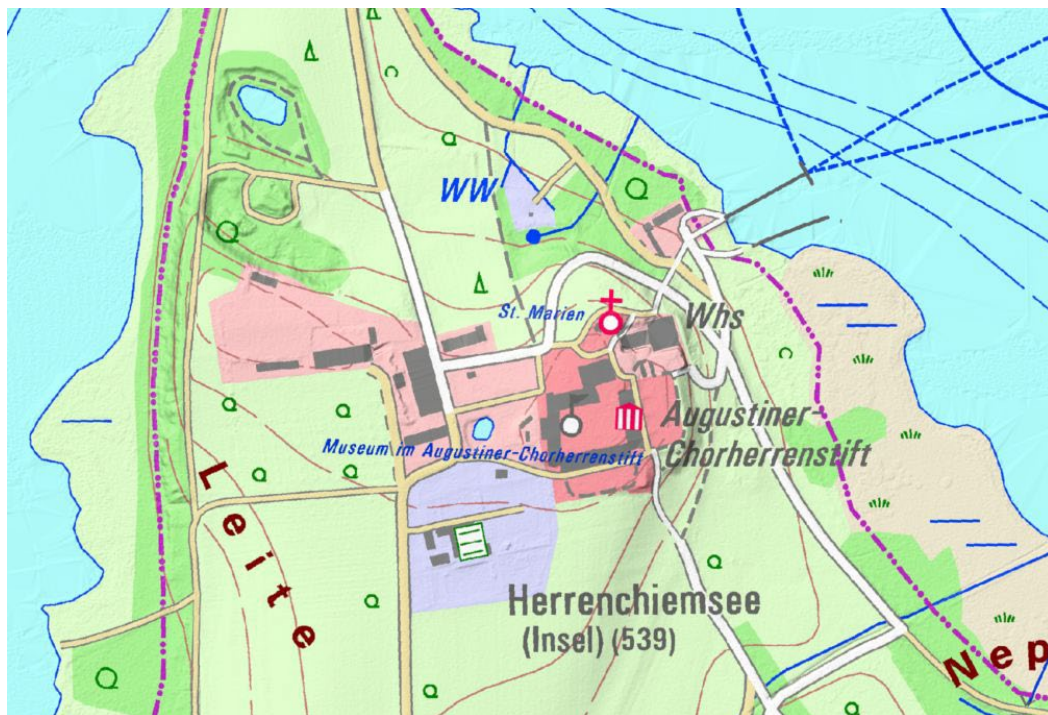 WW
St. Marien
Whs
Augustiner-
Chorherrenstift
Museum im Augustiner-Chorherrenstift
Leite
Herrenchiemsee
(Insel) (539)
Nep